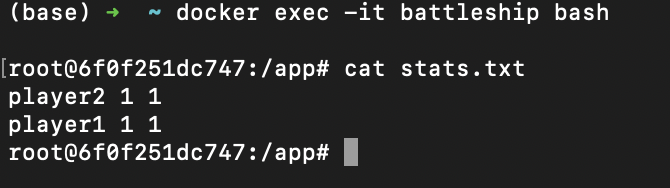 (base) → ~ docker exec -it battleship bash
[root@6f0f251dc747:/app# cat stats.txt
player2 1 1
player1 1 1
root@6f0f251dc747:/app#